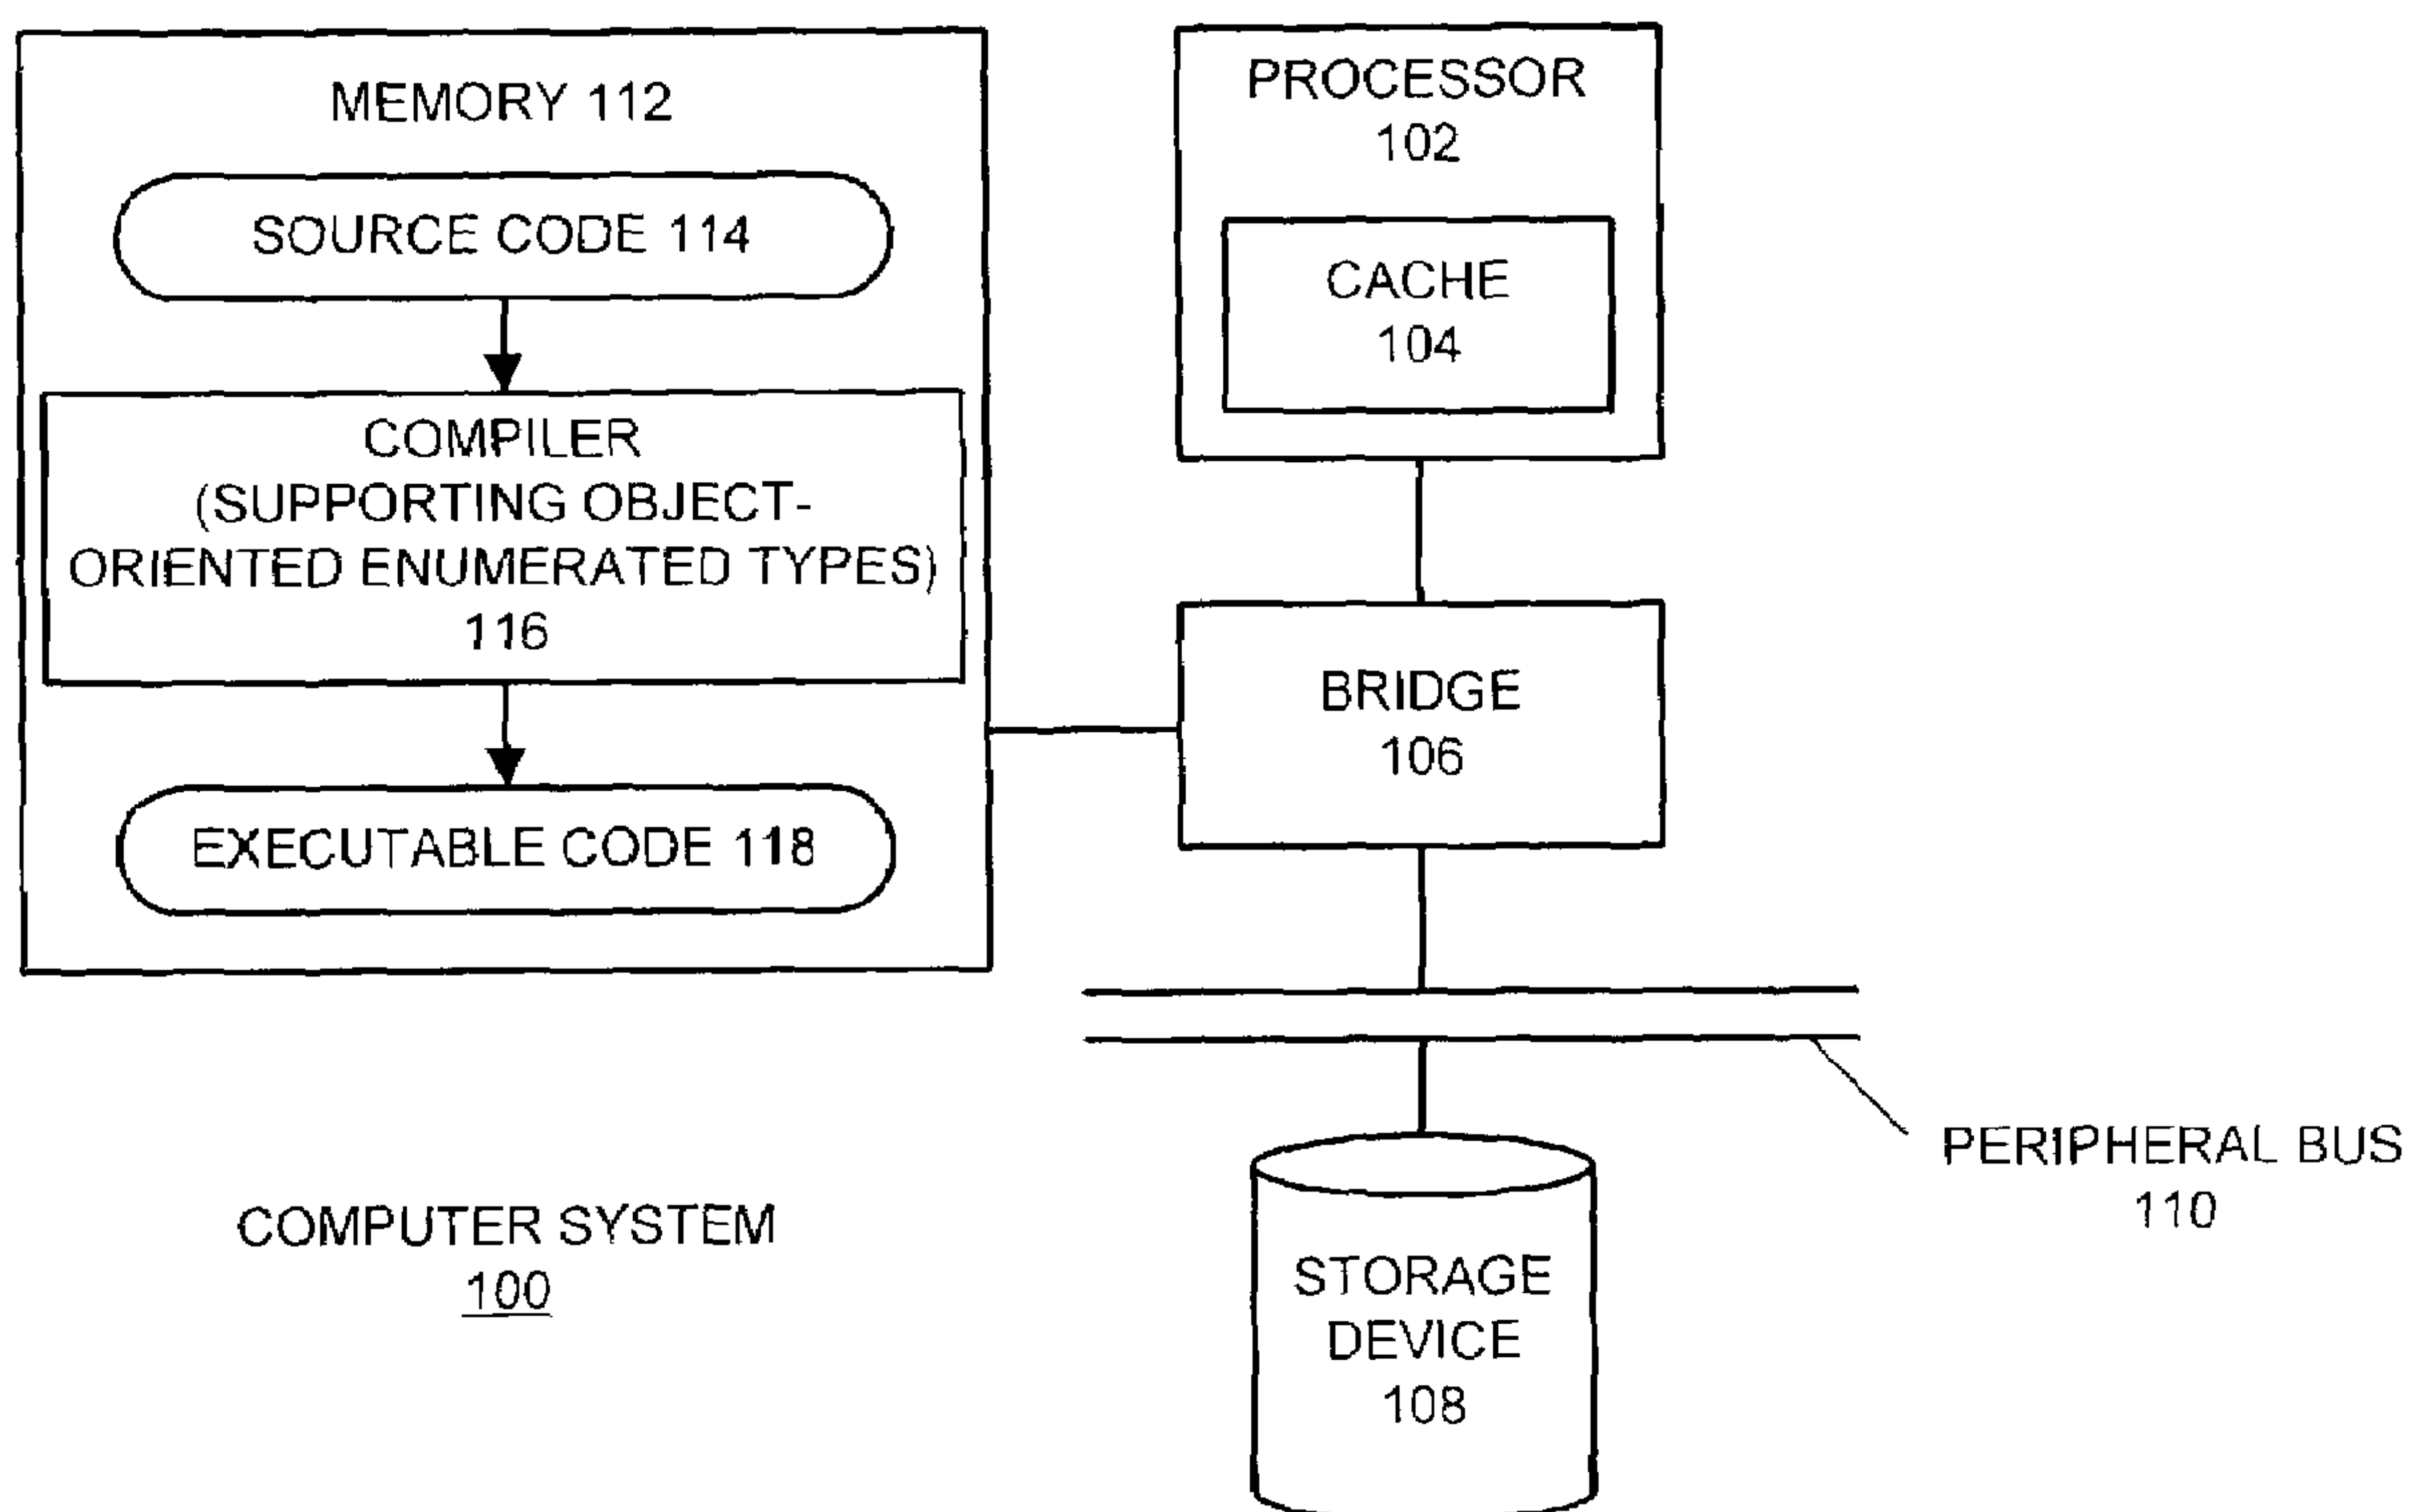 MEMORY 112
SOURCE CODE 114
COMPILER
(SUPPORTING OBJECT-
ORIENTED ENUMERATED TYPES)
116
EXECUTABLE CODE 118
PROCESSOR
102
CACHE
104
BRIDGE
106
PERIPHERAL BUS
110
STORAGE
DEVICE
108
COMPUTER SYSTEM
100